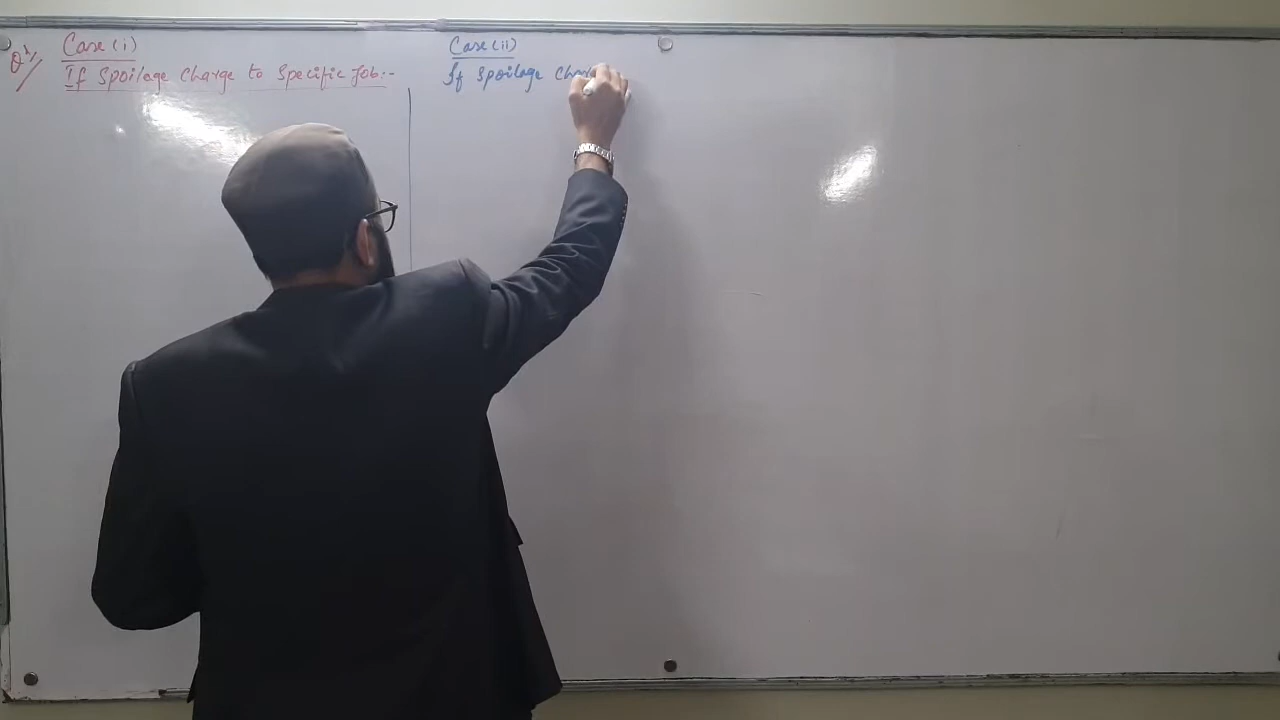 Q1/
Case (i)
If Spoilage Charge to Specific Job:-
Case (ii)
If Spoilage